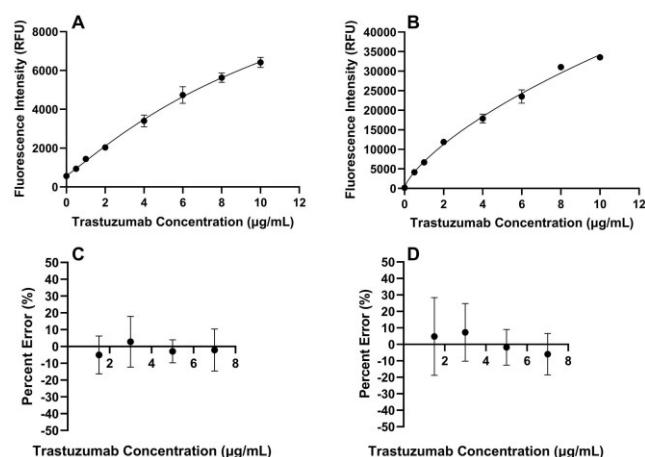 A
Fluorescence Intensity (RFU)
8000
6000
4000
2000
0
0 2 4 6 8 10 12
Trastuzumab Concentration (µg/mL)
B
Fluorescence Intensity (RFU)
40000
35000
30000
25000
20000
15000
10000
5000
0
0 2 4 6 8 10 12
Trastuzumab Concentration (µg/mL)
C
Percent Error (%)
50
40
30
20
10
0
-10
-20
-30
-40
-50
2 4 6 8
Trastuzumab Concentration (µg/mL)
D
Percent Error (%)
50
40
30
20
10
0
-10
-20
-30
-40
-50
2 4 6 8
Trastuzumab Concentration (µg/mL)